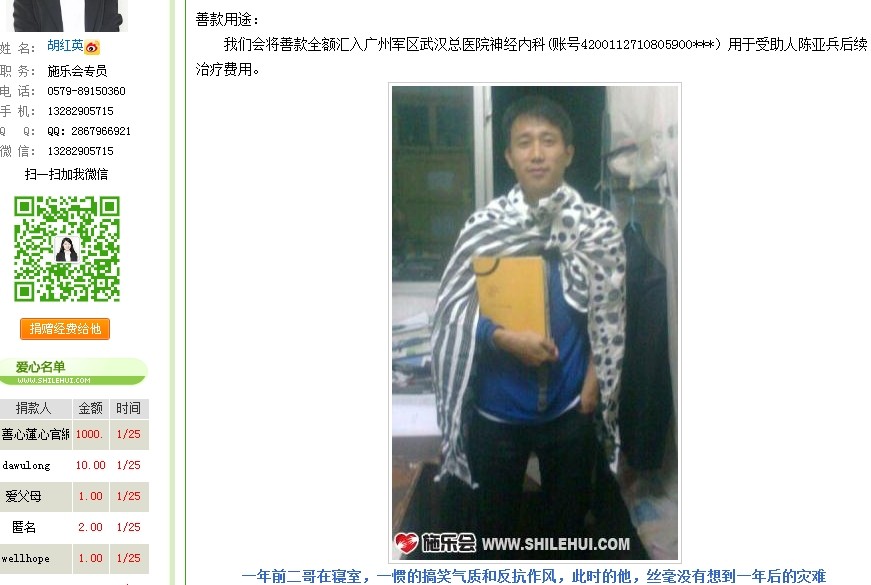 姓 名： 胡红英
职 务： 施乐会专员
电 话： 0579-89150360
手 机： 13282905715
Q Q： QQ: 2867966921
微 信： 13282905715
扫一扫加我微信
捐赠经费给他
爱心名单
WWW.SHILEHUI.COM
捐款人 金额 时间
善心蓮心官網 1000. 1/25
dawulong 10.00 1/25
爱父母 1.00 1/25
匿名 2.00 1/25
wellhope 1.00 1/25
善款用途：
我们会将善款全额汇入广州军区武汉总医院神经内科(账号4200112710805900***) 用于受助人陈亚兵后续
治疗费用。
施乐会 WWW.SHILEHUI.COM
一年前二哥在寝室，一惯的搞笑气质和反抗作风，此时的他，丝毫没有想到一年后的灾难